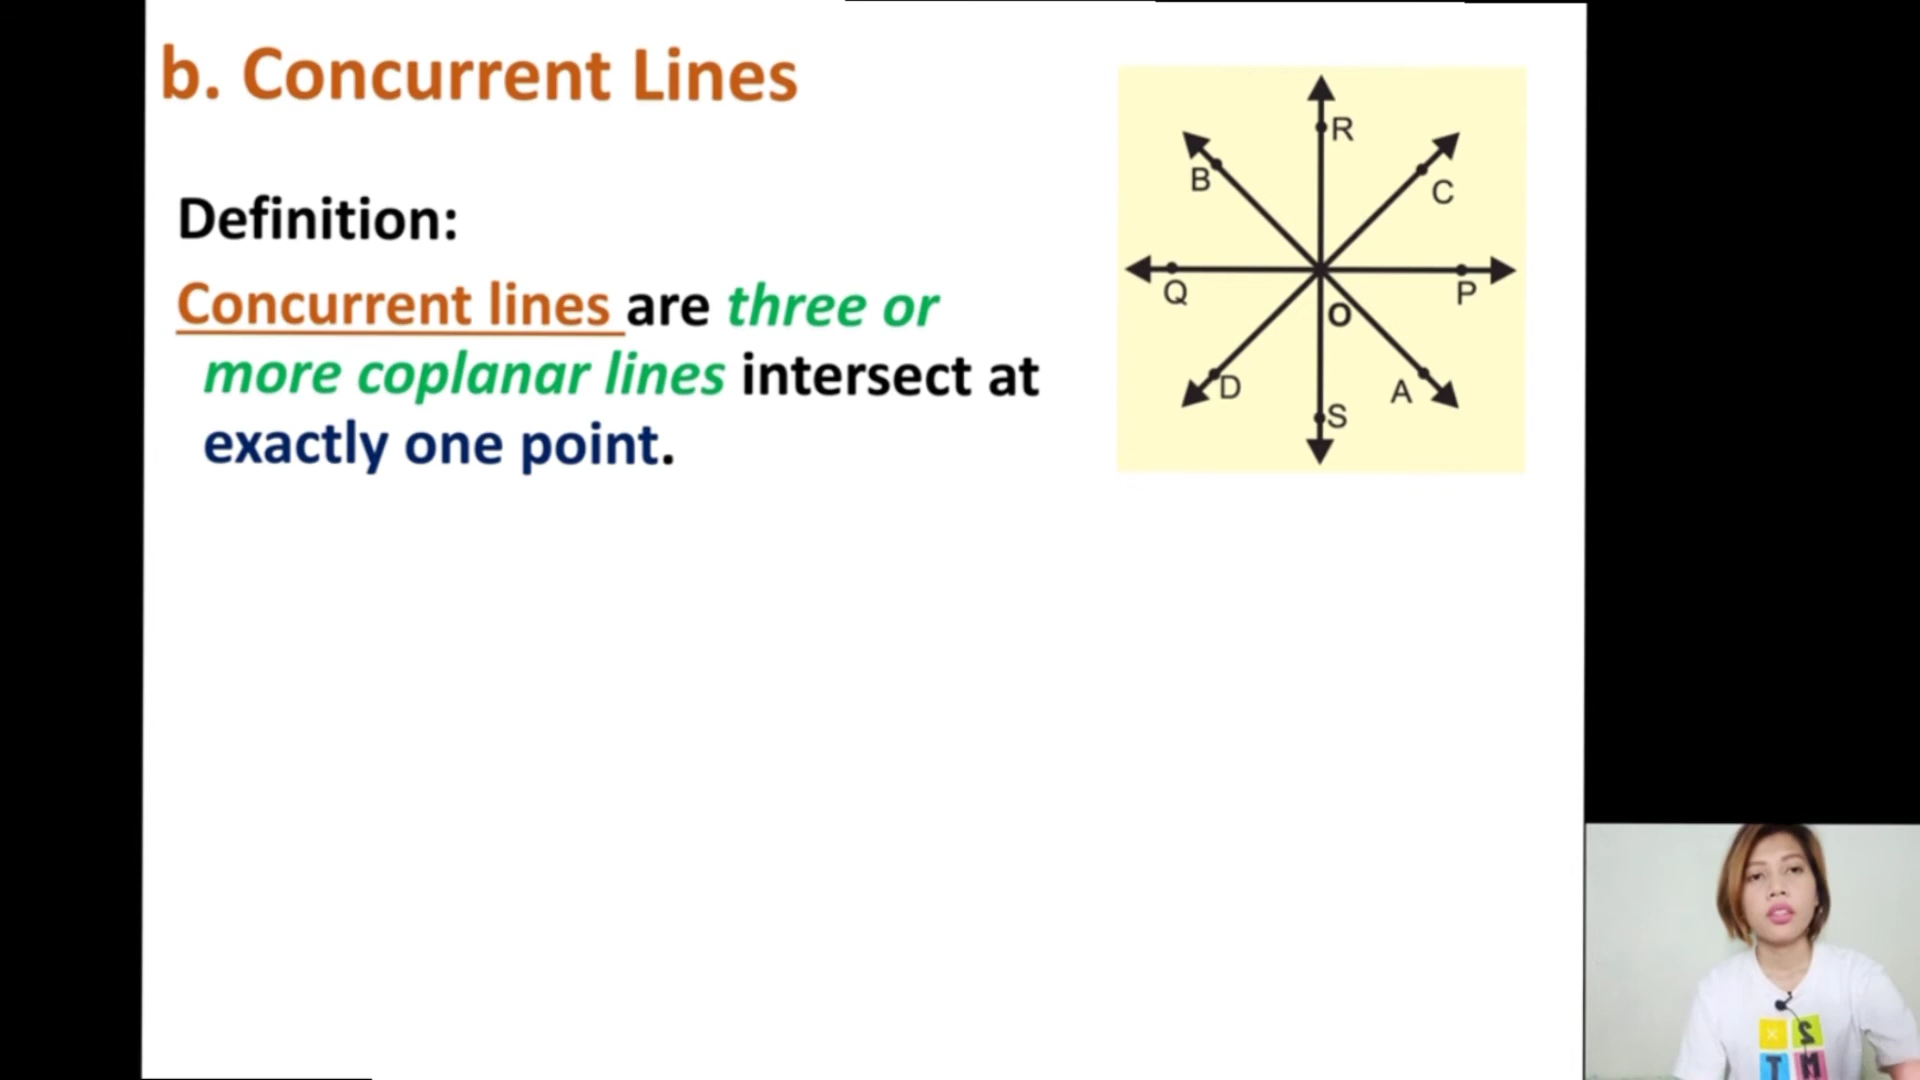 b. Concurrent Lines
Definition:
Concurrent lines are three or
more coplanar lines intersect at
exactly one point.
R
B
C
Q
P
O
D
A
S